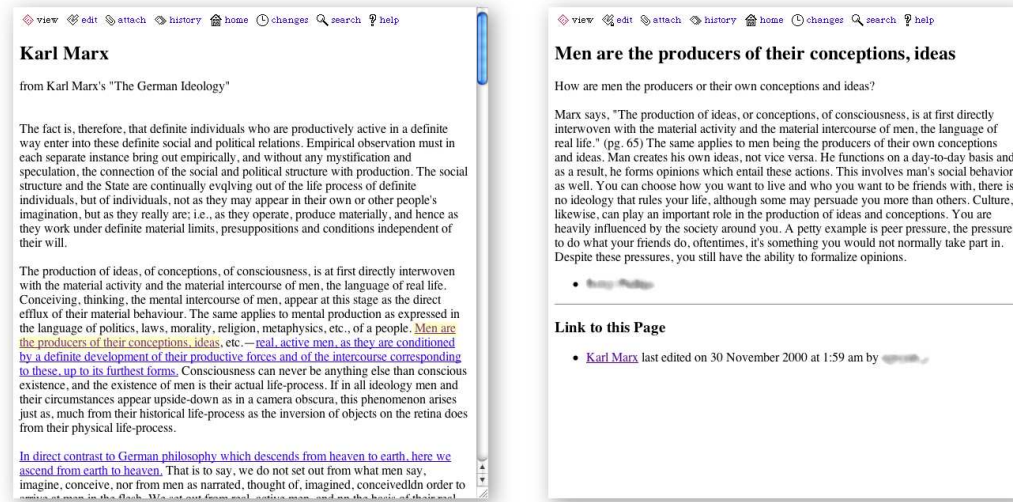 view edit attach history home changes search help
Karl Marx
from Karl Marx's "The German Ideology"
The fact is, therefore, that definite individuals who are productively active in a definite
way enter into these definite social and political relations. Empirical observation must in
each separate instance bring out empirically, and without any mystification and
speculation, the connection of the social and political structure with production. The social
structure and the State are continually evqlving out of the life process of definite
individuals, but of individuals, not as they may appear in their own or other people's
imagination, but as they really are; i.e., as they operate, produce materially, and hence as
they work under definite material limits, presuppositions and conditions independent of
their will.
The production of ideas, of conceptions, of consciousness, is at first directly interwoven
with the material activity and the material intercourse of men, the language of real life.
Conceiving, thinking, the mental intercourse of men, appear at this stage as the direct
efflux of their material behaviour. The same applies to mental production as expressed in
the language of politics, laws, morality, religion, metaphysics, etc., of a people. Men are
the producers of their conceptions, ideas, etc.—real, active men, as they are conditioned
by a definite development of their productive forces and of the intercourse corresponding
to these, up to its furthest forms. Consciousness can never be anything else than conscious
existence, and the existence of men is their actual life-process. If in all ideology men and
their circumstances appear upside-down as in a camera obscura, this phenomenon arises
just as, much from their historical life-process as the inversion of objects on the retina does
from their physical life-process.
In direct contrast to German philosophy which descends from heaven to earth, here we
ascend from earth to heaven. That is to say, we do not set out from what men say,
imagine, conceive, nor from men as narrated, thought of, imagined, conceivedIdn order to
arrive at men in the flesh. We set out from real, active men, and nn the basis of their real
view edit attach history home changes search help
Men are the producers of their conceptions, ideas
How are men the producers or their own conceptions and ideas?
Marx says, "The production of ideas, or conceptions, of consciousness, is at first directly
interwoven with the material activity and the material intercourse of men, the language of
real life." (pg. 65) The same applies to men being the producers of their own conceptions
and ideas. Man creates his own ideas, not vice versa. He functions on a day-to-day basis and
as a result, he forms opinions which entail these actions. This involves man's social behavior
as well. You can choose how you want to live and who you want to be friends with, there is
no ideology that rules your life, although some may persuade you more than others. Culture,
likewise, can play an important role in the production of ideas and conceptions. You are
heavily influenced by the society around you. A petty example is peer pressure, the pressure
to do what your friends do, oftentimes, it's something you would not normally take part in.
Despite these pressures, you still have the ability to formalize opinions.
Link to this Page
Karl Marx last edited on 30 November 2000 at 1:59 am by